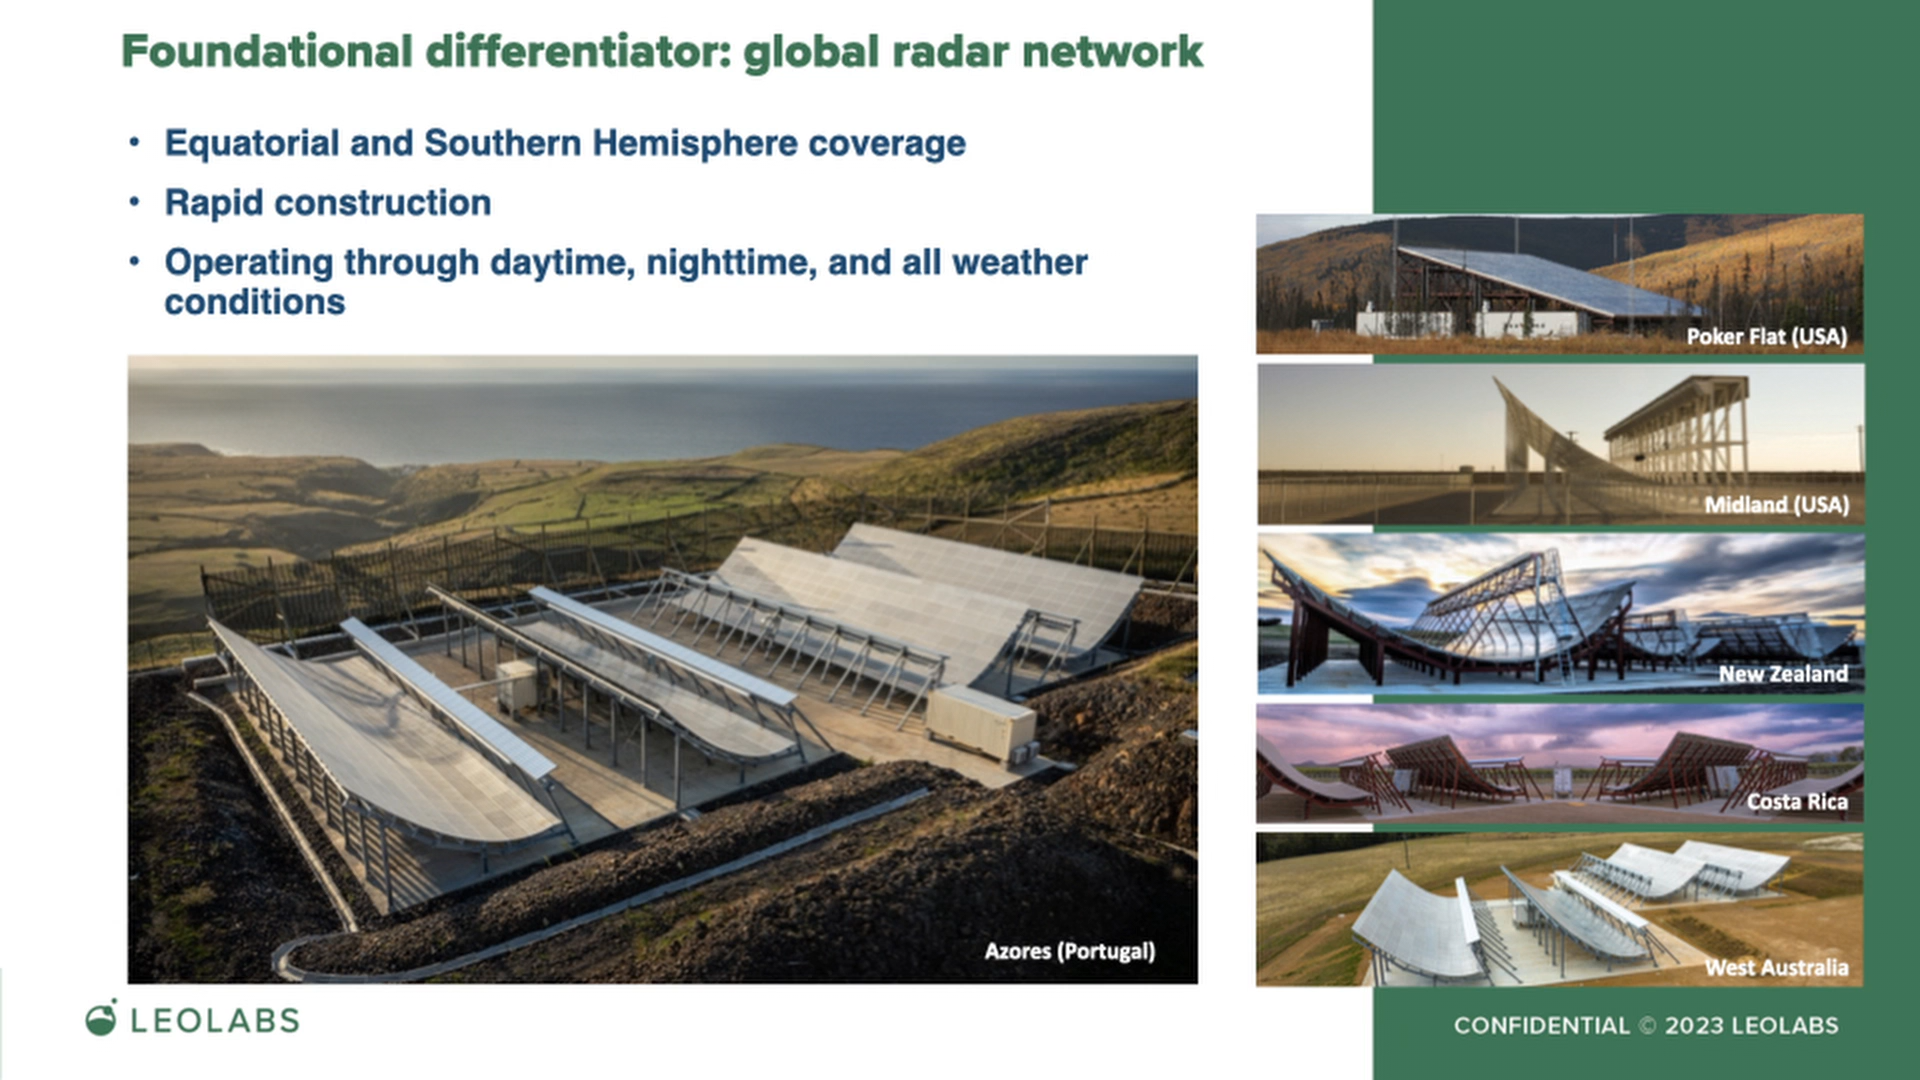 Foundational differentiator: global radar network
• Equatorial and Southern Hemisphere coverage
• Rapid construction
• Operating through daytime, nighttime, and all weather
conditions
Poker Flat (USA)
Midland (USA)
New Zealand
Costa Rica
West Australia
Azores (Portugal)
LEOLABS
CONFIDENTIAL © 2023 LEOLABS